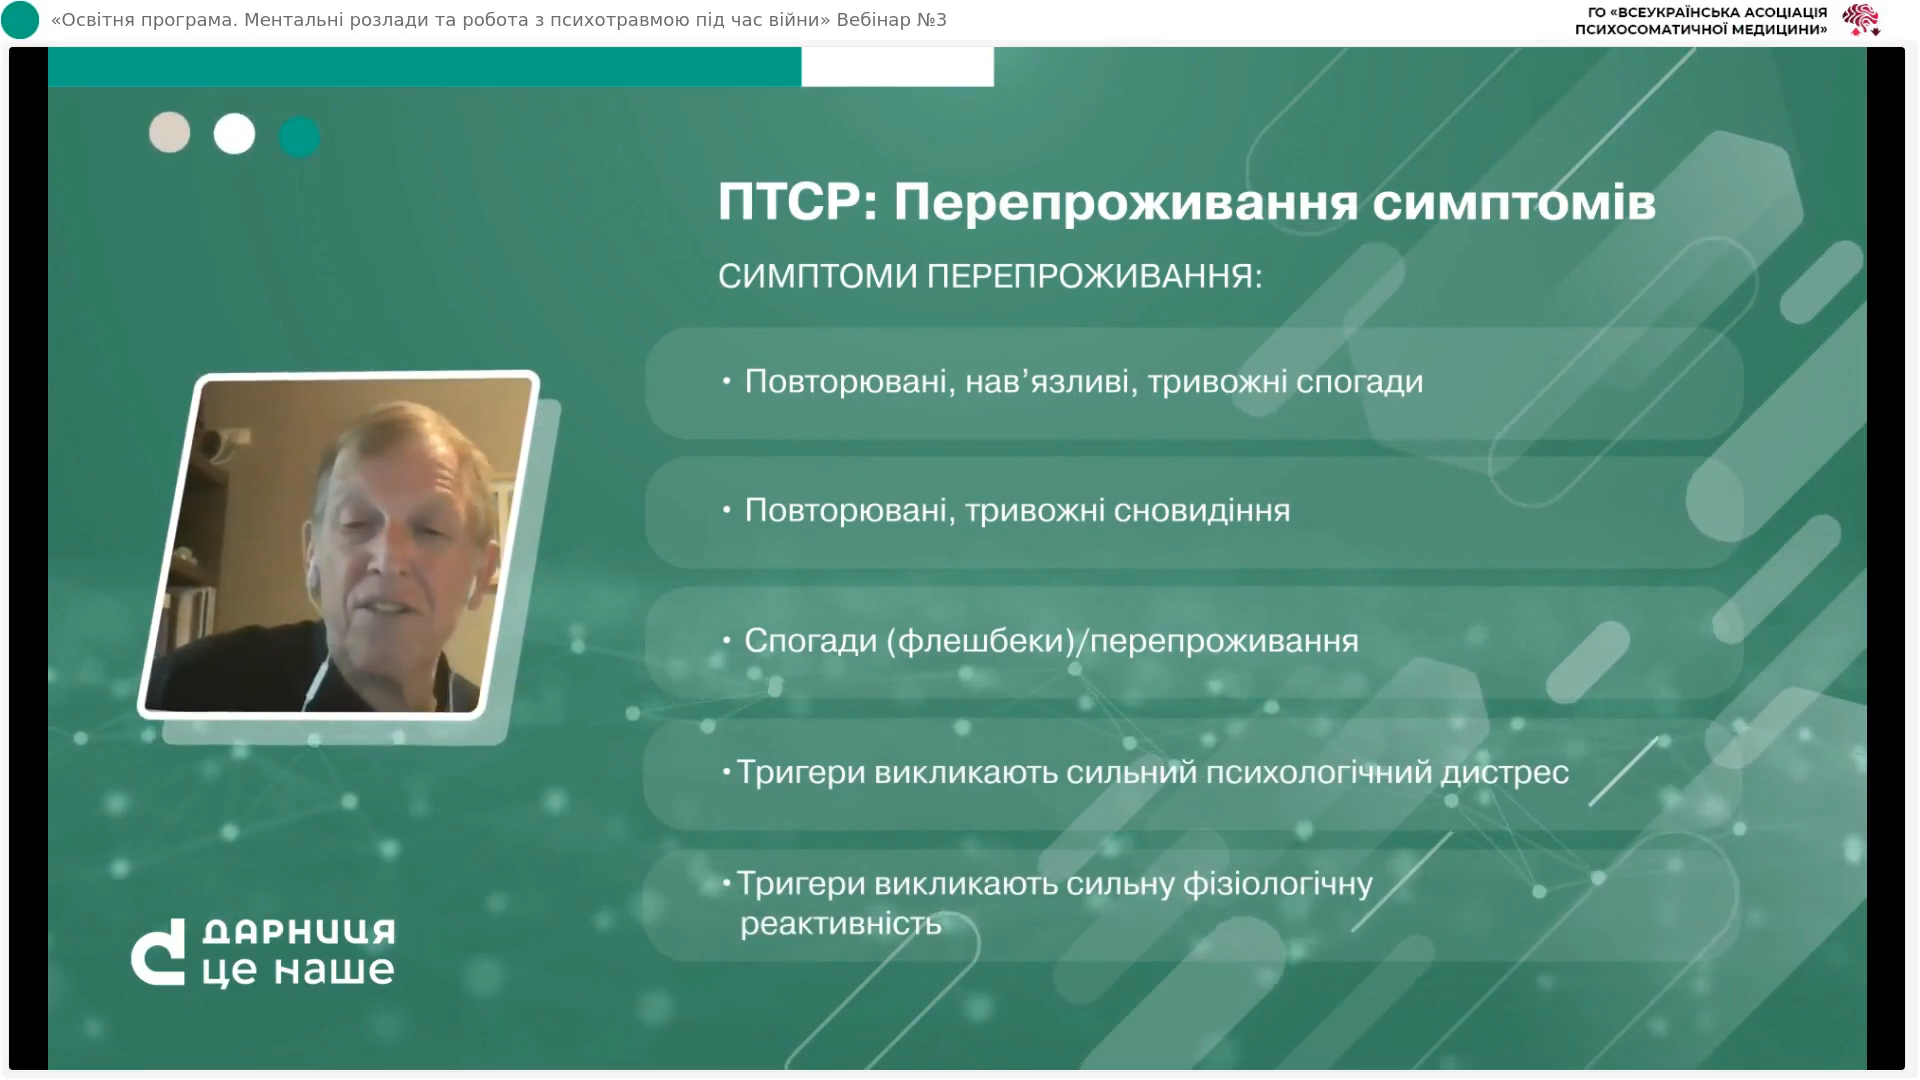 «Освітня програма. Ментальні розлади та робота з психотравмою під час війни» Вебінар №3
ГО «ВСЕУКРАЇНСЬКА АСОЦІАЦІЯ
ПСИХОСОМАТИЧНОЇ МЕДИЦИНИ»
ПТСР: Перепроживання симптомів
СИМПТОМИ ПЕРЕПРОЖИВАННЯ:
• Повторювані, нав’язливі, тривожні спогади
• Повторювані, тривожні сновидіння
• Спогади (флешбеки)/перепроживання
• Тригери викликають сильний психологічний дистрес
• Тригери викликають сильну фізіологічну
реактивність
ДАРНИЦЯ
це наше